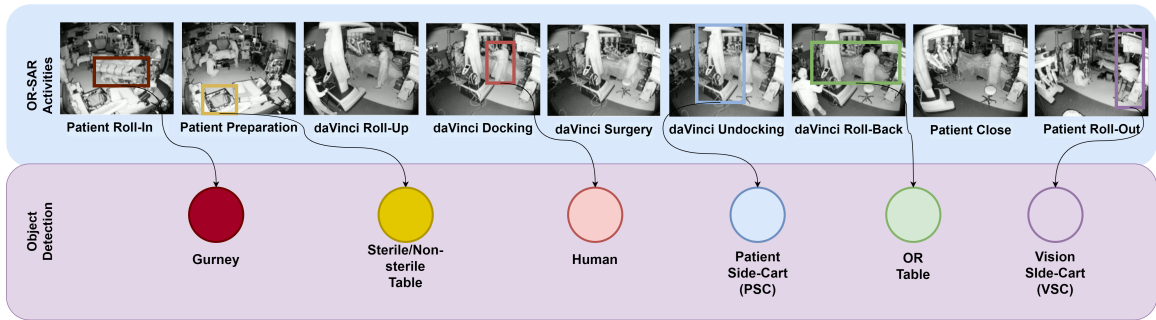 OR-SAR
Activities
Patient Roll-In
Patient Preparation
daVinci Roll-Up
daVinci Docking
daVinci Surgery
daVinci Undocking
daVinci Roll-Back
Patient Close
Patient Roll-Out
Object
Detection
Gurney
Sterile/Non-
sterile
Table
Human
Patient
Side-Cart
(PSC)
OR
Table
Vision
SIde-Cart
(VSC)